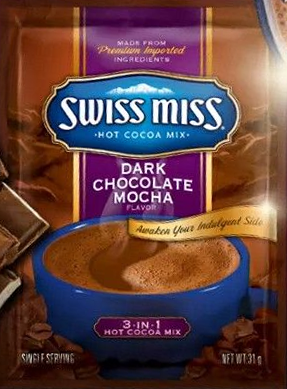 MADE FROM
Premium Imported
INGREDIENTS
SWISS MISS
·HOT COCOA MIX·
DARK
CHOCOLATE
MOCHA
FLAVOR
Awaken Your Indulgent Side
3-IN-1
HOT COCOA MIX
SINGLE SERVING
NET WT. 31 g